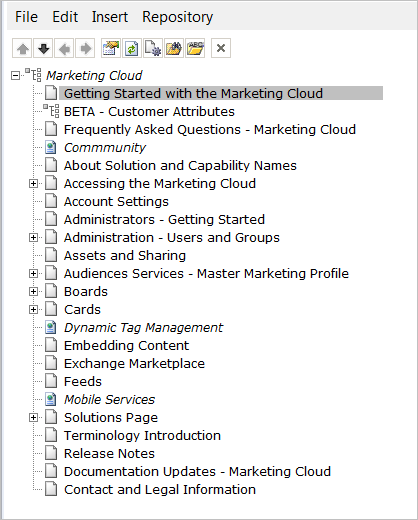 File Edit Insert Repository
ABC
Marketing Cloud
Getting Started with the Marketing Cloud
BETA - Customer Attributes
Frequently Asked Questions - Marketing Cloud
Commmunity
About Solution and Capability Names
Accessing the Marketing Cloud
Account Settings
Administrators - Getting Started
Administration - Users and Groups
Assets and Sharing
Audiences Services - Master Marketing Profile
Boards
Cards
Dynamic Tag Management
Embedding Content
Exchange Marketplace
Feeds
Mobile Services
Solutions Page
Terminology Introduction
Release Notes
Documentation Updates - Marketing Cloud
Contact and Legal Information